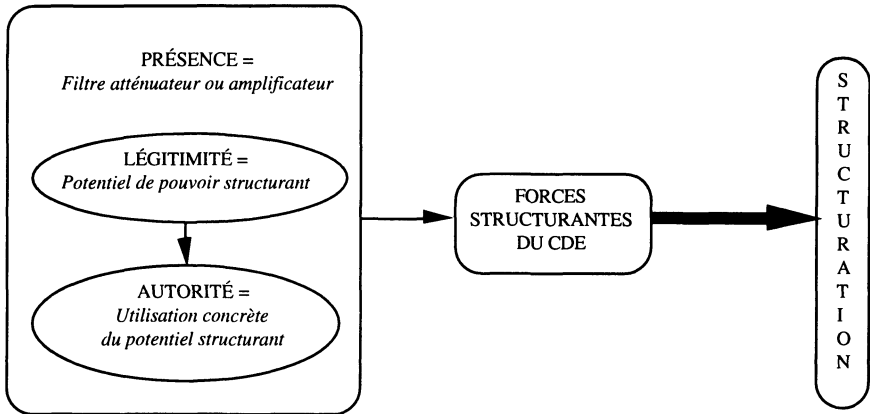 PRÉSENCE =
Filtre atténuateur ou amplificateur
LÉGITIMITÉ =
Potentiel de pouvoir structurant
AUTORITÉ =
Utilisation concrète
du potentiel structurant
FORCES
STRUCTURANTES
DU CDE
S
T
R
U
C
T
U
R
A
T
I
O
N